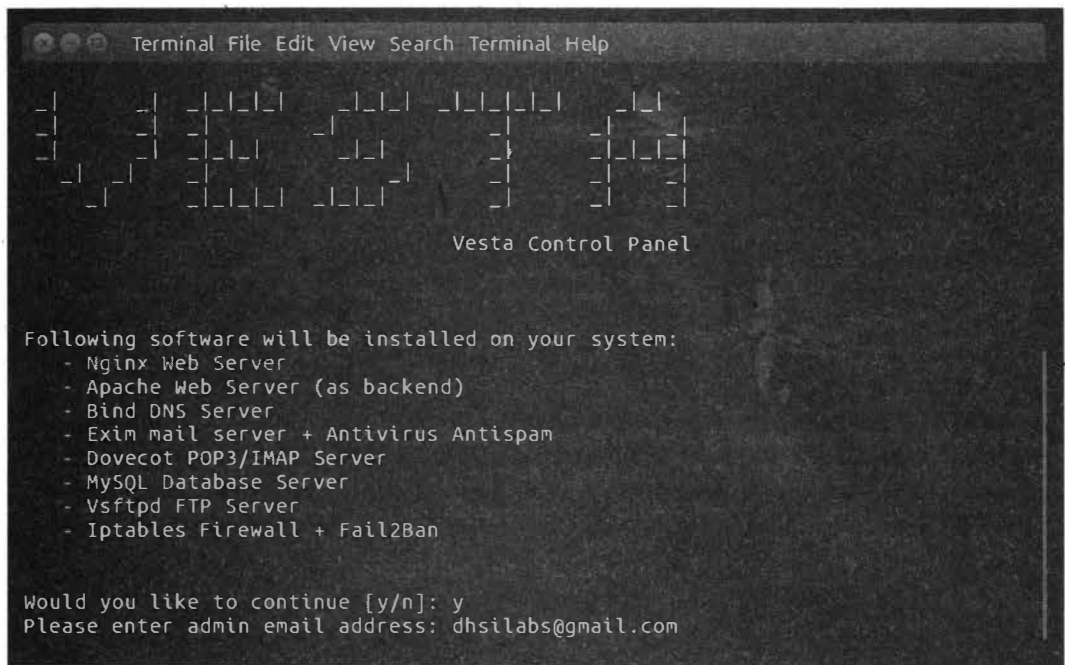 Terminal File Edit View Search Terminal Help
VESTA
Vesta Control Panel
Following software will be installed on your system:
- Nginx Web Server
- Apache Web Server (as backend)
- Bind DNS Server
- Exim mail server + Antivirus Antispam
- Dovecot POP3/IMAP Server
- MySQL Database Server
- Vsftpd FTP Server
- Iptables Firewall + Fail2Ban
Would you like to continue [y/n]: y
Please enter admin email address: dhsilabs@gmail.com